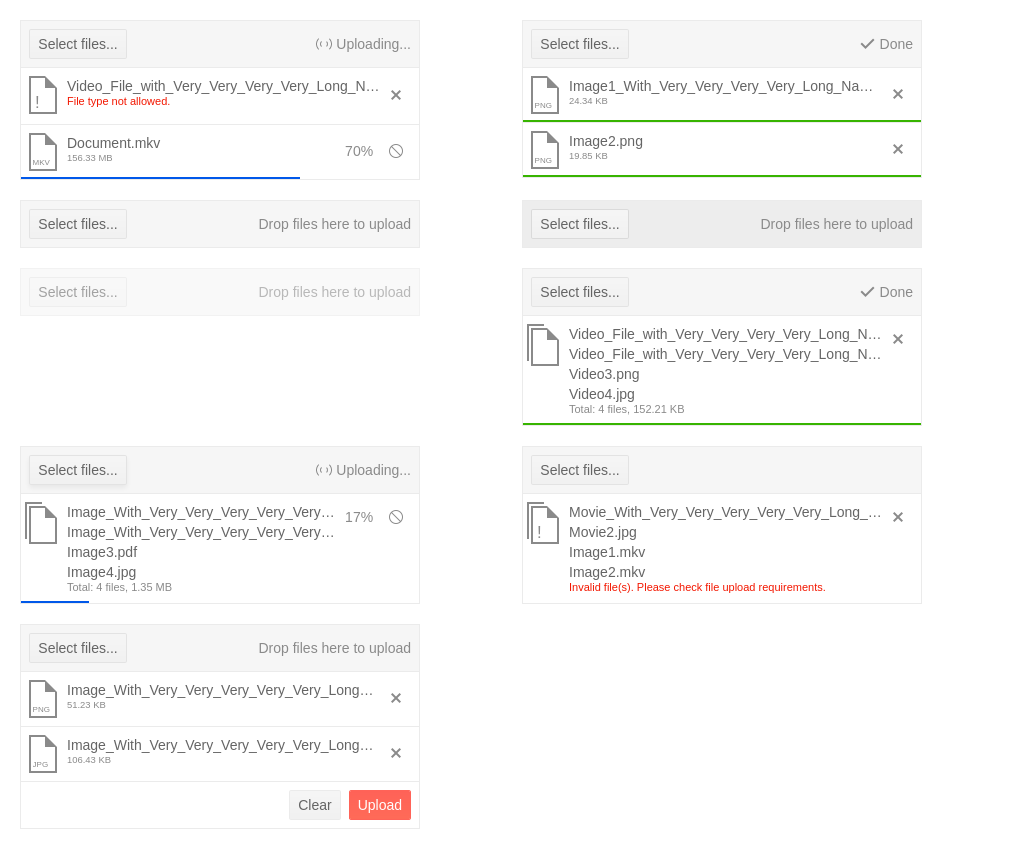 Select files... Uploading...
! Video_File_with_Very_Very_Very_Very_Long_N...
File type not allowed.
MKV Document.mkv 70%
156.33 MB
Select files... Done
PNG Image1_With_Very_Very_Very_Very_Long_Na...
24.34 KB
PNG Image2.png
19.85 KB
Select files... Drop files here to upload
Select files... Drop files here to upload
Select files... Drop files here to upload
Select files... Done
Video_File_with_Very_Very_Very_Very_Long_N...
Video_File_with_Very_Very_Very_Very_Long_N...
Video3.png
Video4.jpg
Total: 4 files, 152.21 KB
Select files... Uploading...
Image_With_Very_Very_Very_Very_Very... 17%
Image_With_Very_Very_Very_Very_Very...
Image3.pdf
Image4.jpg
Total: 4 files, 1.35 MB
Select files...
! Movie_With_Very_Very_Very_Very_Very_Long_...
Movie2.jpg
Image1.mkv
Image2.mkv
Invalid file(s). Please check file upload requirements.
Select files... Drop files here to upload
PNG Image_With_Very_Very_Very_Very_Very_Long...
51.23 KB
JPG Image_With_Very_Very_Very_Very_Very_Long...
106.43 KB
Clear Upload